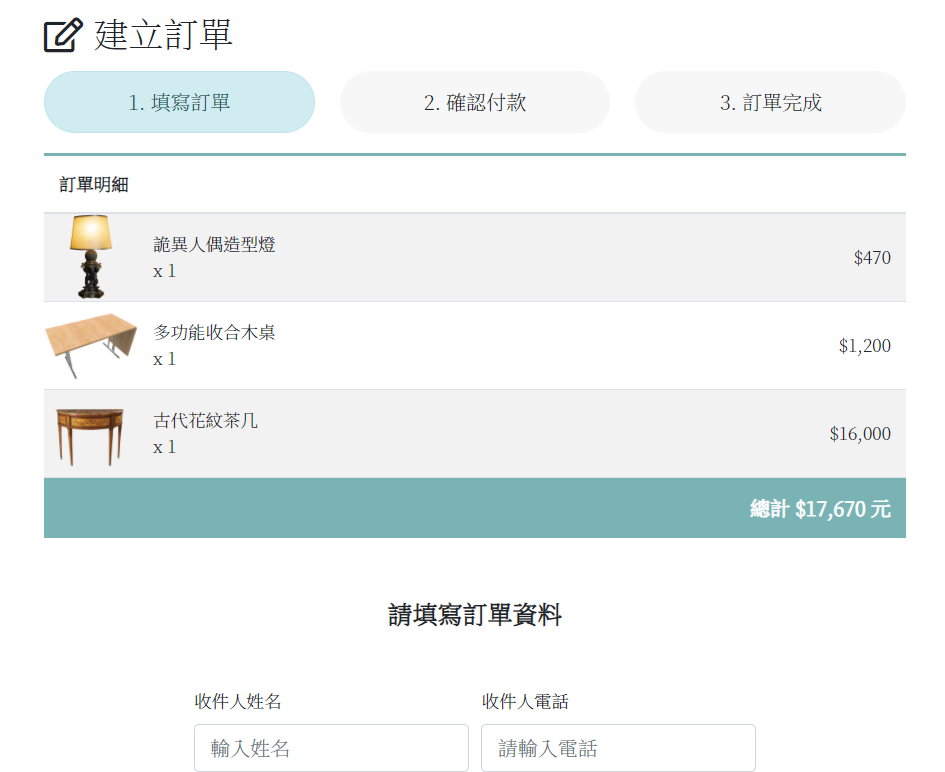 建立訂單
1. 填寫訂單
2. 確認付款
3. 訂單完成
訂單明細
詭異人偶造型燈
x 1
$470
多功能收合木桌
x 1
$1,200
古代花紋茶几
x 1
$16,000
總計 $17,670 元
請填寫訂單資料
收件人姓名
收件人電話
輸入姓名
請輸入電話